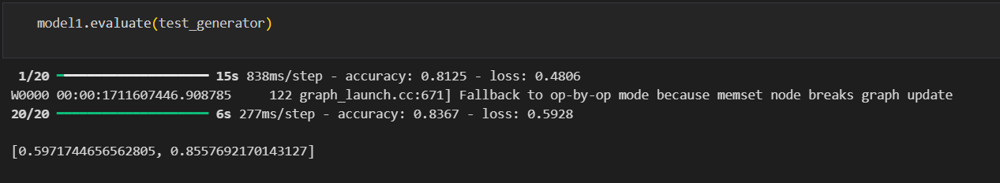 model1.evaluate(test_generator)
1/20 ━━━━━━━━━━━━━━━━━━━━ 15s 838ms/step - accuracy: 0.8125 - loss: 0.4806
W0000 00:00:1711607446.908785     122 graph_launch.cc:671] Fallback to op-by-op mode because memset node breaks graph update
20/20 ━━━━━━━━━━━━━━━━━━━━ 6s 277ms/step - accuracy: 0.8367 - loss: 0.5928
[0.5971744656562805, 0.8557692170143127]